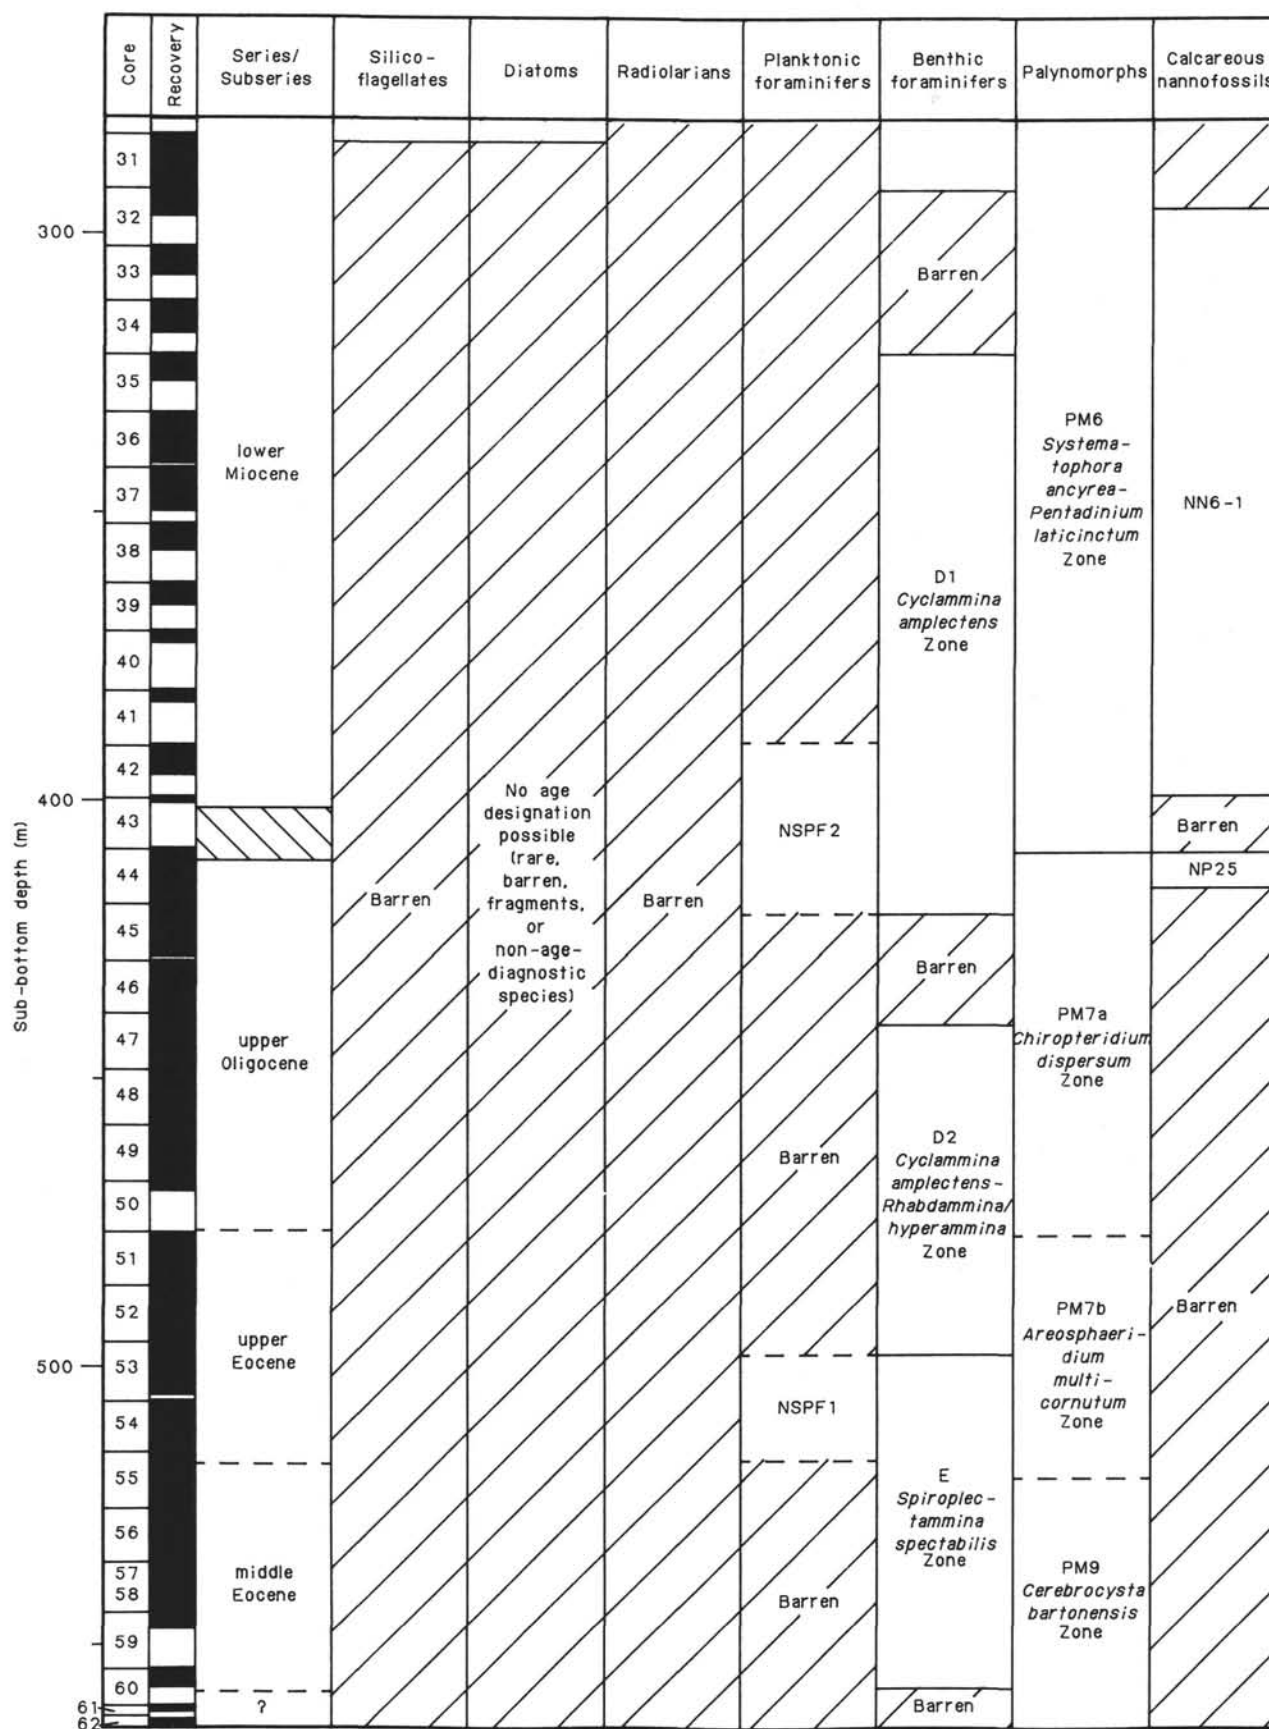 Core
Recovery
Series/
Subseries
Silico-
flagellates
Diatoms
Radiolarians
Planktonic
foraminifers
Benthic
foraminifers
Palynomorphs
Calcareous
nannofossils
Sub-bottom depth (m)
300
400
500
31
32
33
34
35
36
37
38
39
40
41
42
43
44
45
46
47
48
49
50
51
52
53
54
55
56
57
58
59
60
61
62
lower
Miocene
upper
Oligocene
upper
Eocene
middle
Eocene
?
Barren
No age
designation
possible
(rare,
barren,
fragments,
or
non-age-
diagnostic
species)
Barren
NSPF2
Barren
NSPF1
Barren
Barren
D1
Cyclammina
amplectens
Zone
Barren
D2
Cyclammina
amplectens-
Rhabdammina/
hyperammina
Zone
E
Spiroplec-
tammina
spectabilis
Zone
Barren
PM6
Systema-
tophora
ancyrea-
Pentadinium
laticinctum
Zone
PM7a
Chiropteridium
dispersum
Zone
PM7b
Areosphaeri-
dium
multi-
cornutum
Zone
PM9
Cerebrocysta
bartonensis
Zone
NN6-1
Barren
NP25
Barren